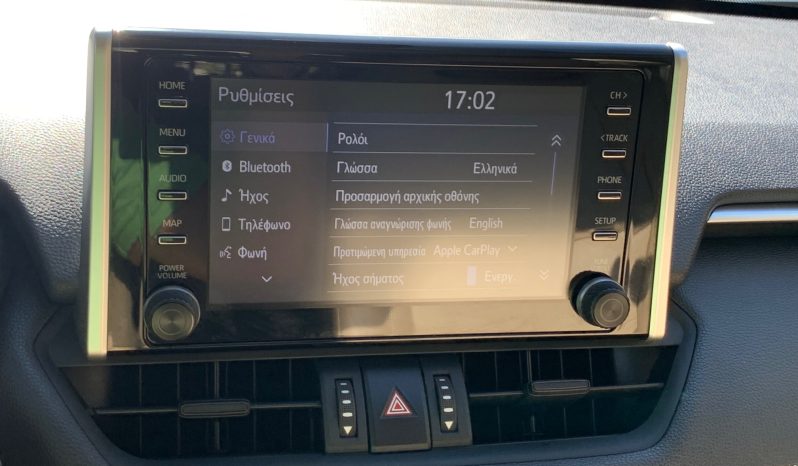 HOME
MENU
AUDIO
MAP
POWER
VOLUME
Ρυθμίσεις 17:02
Γενικά
Bluetooth
Ήχος
Τηλέφωνο
Φωνή
Ρολόι
Γλώσσα Ελληνικά
Προσαρμογή αρχικής οθόνης
Γλώσσα αναγνώρισης φωνής English
Προτιμώμενη υπηρεσία Apple CarPlay
Ήχος σήματος Ενεργ.
CH >
< TRACK
PHONE
SETUP
TUNE